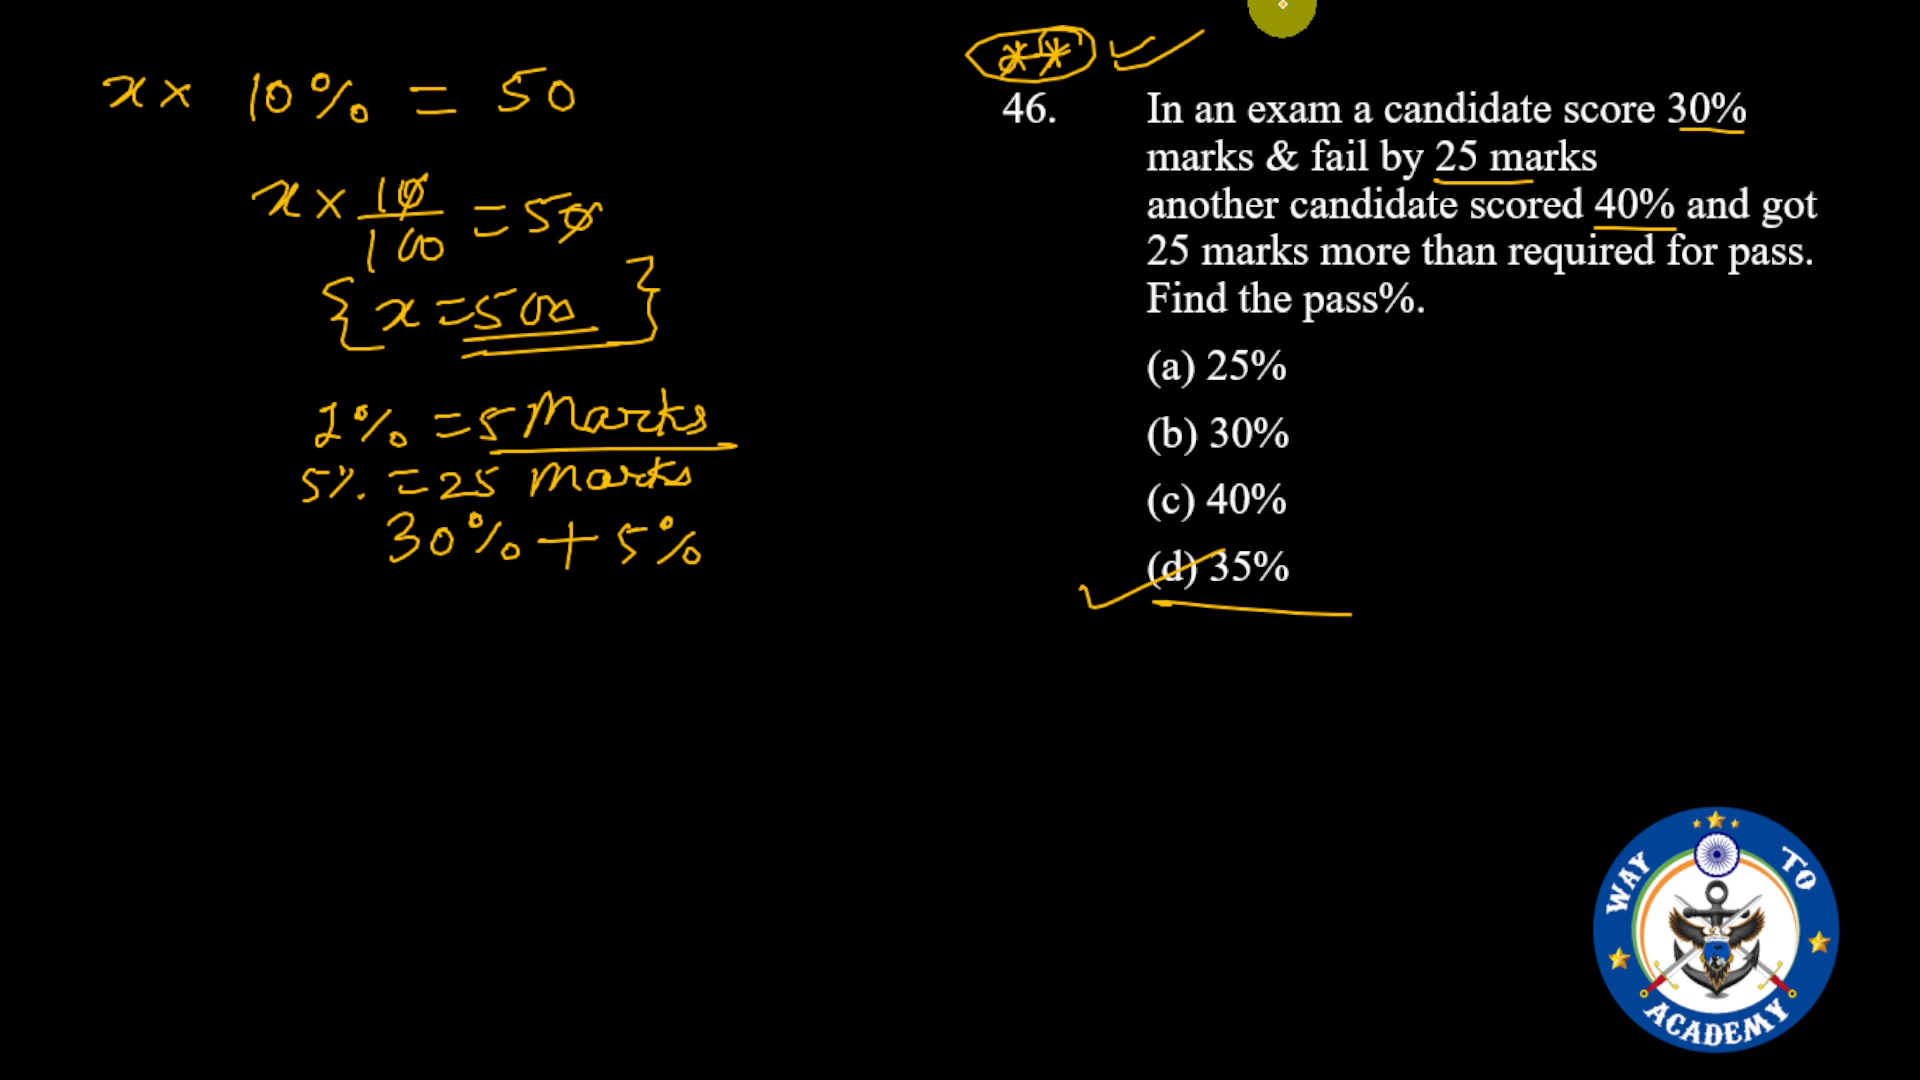 x × 10% = 50
x × 10/100 = 50
{ x = 500 }
1% = 5 Marks
5% = 25 Marks
30% + 5%
**
46. In an exam a candidate score 30%
marks & fail by 25 marks
another candidate scored 40% and got
25 marks more than required for pass.
Find the pass%.
(a) 25%
(b) 30%
(c) 40%
(d) 35%
WAY TO
ACADEMY